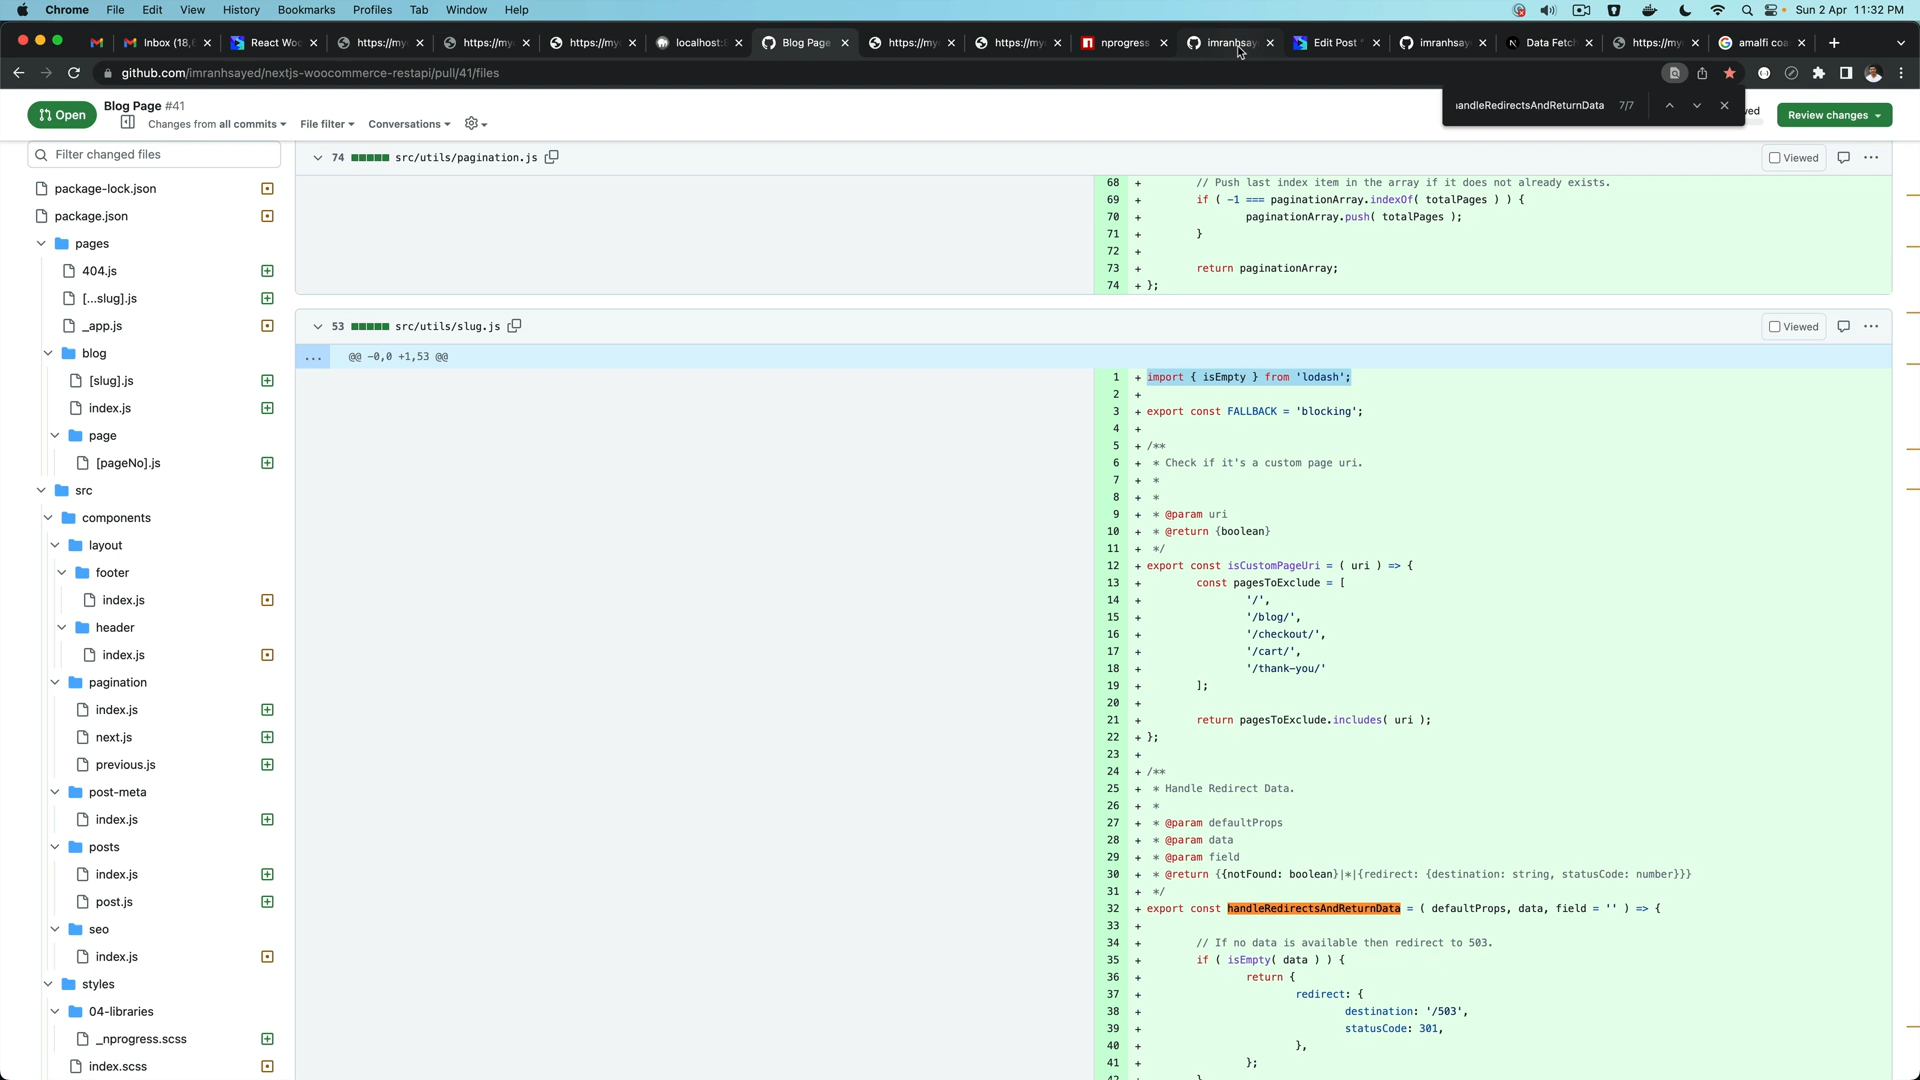 Chrome File Edit View History Bookmarks Profiles Tab Window Help Sun 2 Apr 11:32 PM
Inbox (18,6 React Woo https://my https://my https://my localhost: Blog Page https://my https://my nprogress imranhsay Edit Post imranhsay Data Fetch https://my amalfi coa
github.com/imranhsayed/nextjs-woocommerce-restapi/pull/41/files
Open
Blog Page #41
Changes from all commits File filter Conversations
andleRedirectsAndReturnData 7/7
ved
Review changes
Filter changed files
package-lock.json
package.json
pages
404.js
[...slug].js
_app.js
blog
[slug].js
index.js
page
[pageNo].js
src
components
layout
footer
index.js
header
index.js
pagination
index.js
next.js
previous.js
post-meta
index.js
posts
index.js
post.js
seo
index.js
styles
04-libraries
_nprogress.scss
index.scss
74 src/utils/pagination.js Viewed
68 + // Push last index item in the array if it does not already exists.
69 + if ( -1 === paginationArray.indexOf( totalPages ) ) {
70 + paginationArray.push( totalPages );
71 + }
72 +
73 + return paginationArray;
74 + };
53 src/utils/slug.js Viewed
... @@ -0,0 +1,53 @@
1 + import { isEmpty } from 'lodash';
2 +
3 + export const FALLBACK = 'blocking';
4 +
5 + /**
6 + * Check if it's a custom page uri.
7 + *
8 + *
9 + * @param uri
10 + * @return {boolean}
11 + */
12 + export const isCustomPageUri = ( uri ) => {
13 + const pagesToExclude = [
14 + '/',
15 + '/blog/',
16 + '/checkout/',
17 + '/cart/',
18 + '/thank-you/'
19 + ];
20 +
21 + return pagesToExclude.includes( uri );
22 + };
23 +
24 + /**
25 + * Handle Redirect Data.
26 + *
27 + * @param defaultProps
28 + * @param data
29 + * @param field
30 + * @return {{notFound: boolean}|*|{redirect: {destination: string, statusCode: number}}}
31 + */
32 + export const handleRedirectsAndReturnData = ( defaultProps, data, field = '' ) => {
33 +
34 + // If no data is available then redirect to 503.
35 + if ( isEmpty( data ) ) {
36 + return {
37 + redirect: {
38 + destination: '/503',
39 + statusCode: 301,
40 + },
41 + };
42 + }